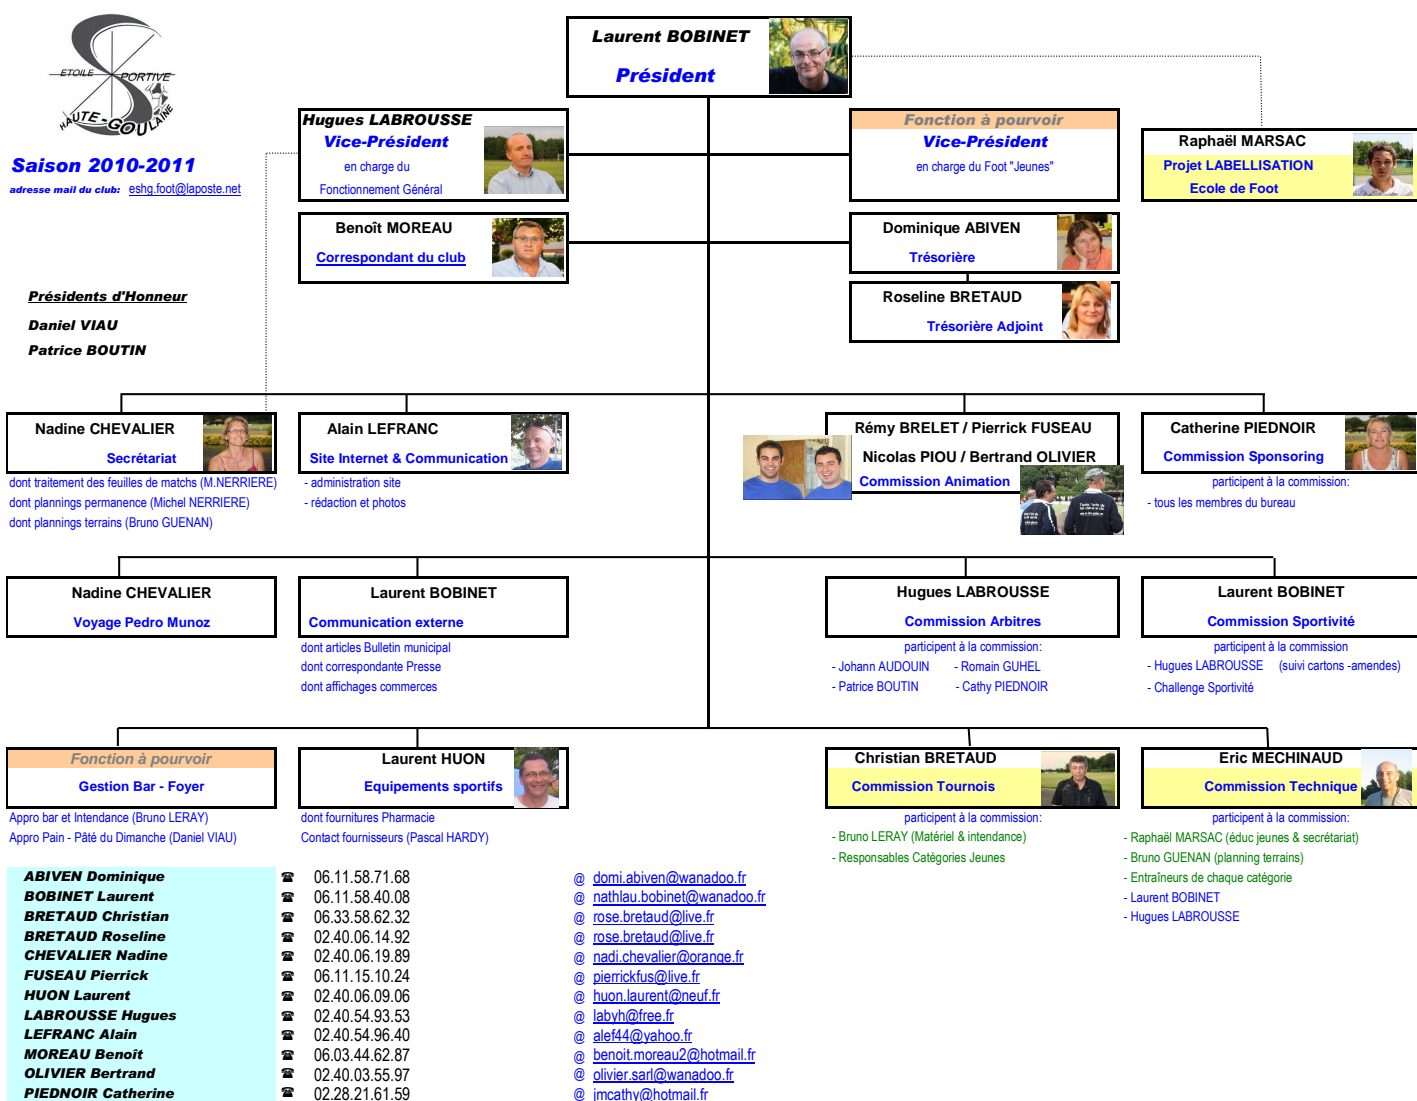 ETOILE SPORTIVE
HAUTE-GOULAINE
Laurent BOBINET
Président
Saison 2010-2011
adresse mail du club: eshg.foot@laposte.net
Hugues LABROUSSE
Vice-Président
en charge du
Fonctionnement Général
Fonction à pourvoir
Vice-Président
en charge du Foot "Jeunes"
Raphaël MARSAC
Projet LABELLISATION
Ecole de Foot
Benoît MOREAU
Correspondant du club
Dominique ABIVEN
Trésorière
Roseline BRETAUD
Trésorière Adjoint
Présidents d'Honneur
Daniel VIAU
Patrice BOUTIN
Nadine CHEVALIER
Secrétariat
dont traitement des feuilles de matchs (M.NERRIERE)
dont plannings permanence (Michel NERRIERE)
dont plannings terrains (Bruno GUENAN)
Alain LEFRANC
Site Internet & Communication
- administration site
- rédaction et photos
Rémy BRELET / Pierrick FUSEAU
Nicolas PIOU / Bertrand OLIVIER
Commission Animation
Catherine PIEDNOIR
Commission Sponsoring
participent à la commission:
- tous les membres du bureau
Nadine CHEVALIER
Voyage Pedro Munoz
Laurent BOBINET
Communication externe
dont articles Bulletin municipal
dont correspondante Presse
dont affichages commerces
Hugues LABROUSSE
Commission Arbitres
participent à la commission:
- Johann AUDOUIN - Romain GUHEL
- Patrice BOUTIN - Cathy PIEDNOIR
Laurent BOBINET
Commission Sportivité
participent à la commission
- Hugues LABROUSSE (suivi cartons -amendes)
- Challenge Sportivité
Fonction à pourvoir
Gestion Bar - Foyer
Appro bar et Intendance (Bruno LERAY)
Appro Pain - Pâté du Dimanche (Daniel VIAU)
Laurent HUON
Equipements sportifs
dont fournitures Pharmacie
Contact fournisseurs (Pascal HARDY)
Christian BRETAUD
Commission Tournois
participent à la commission:
- Bruno LERAY (Matériel & intendance)
- Responsables Catégories Jeunes
Eric MECHINAUD
Commission Technique
participent à la commission:
- Raphaël MARSAC (éduc jeunes & secrétariat)
- Bruno GUENAN (planning terrains)
- Entraîneurs de chaque catégorie
- Laurent BOBINET
- Hugues LABROUSSE
ABIVEN Dominique ☎ 06.11.58.71.68 @ domi.abiven@wanadoo.fr
BOBINET Laurent ☎ 06.11.58.40.08 @ nathlau.bobinet@wanadoo.fr
BRETAUD Christian ☎ 06.33.58.62.32 @ rose.bretaud@live.fr
BRETAUD Roseline ☎ 02.40.06.14.92 @ rose.bretaud@live.fr
CHEVALIER Nadine ☎ 02.40.06.19.89 @ nadi.chevalier@orange.fr
FUSEAU Pierrick ☎ 06.11.15.10.24 @ pierrickfus@live.fr
HUON Laurent ☎ 02.40.06.09.06 @ huon.laurent@neuf.fr
LABROUSSE Hugues ☎ 02.40.54.93.53 @ labyh@free.fr
LEFRANC Alain ☎ 02.40.54.96.40 @ alef44@yahoo.fr
MOREAU Benoît ☎ 06.03.44.62.87 @ benoit.moreau2@hotmail.fr
OLIVIER Bertrand ☎ 02.40.03.55.97 @ olivier.sarl@wanadoo.fr
PIEDNOIR Catherine ☎ 02.28.21.61.59 @ jmcathy@hotmail.fr